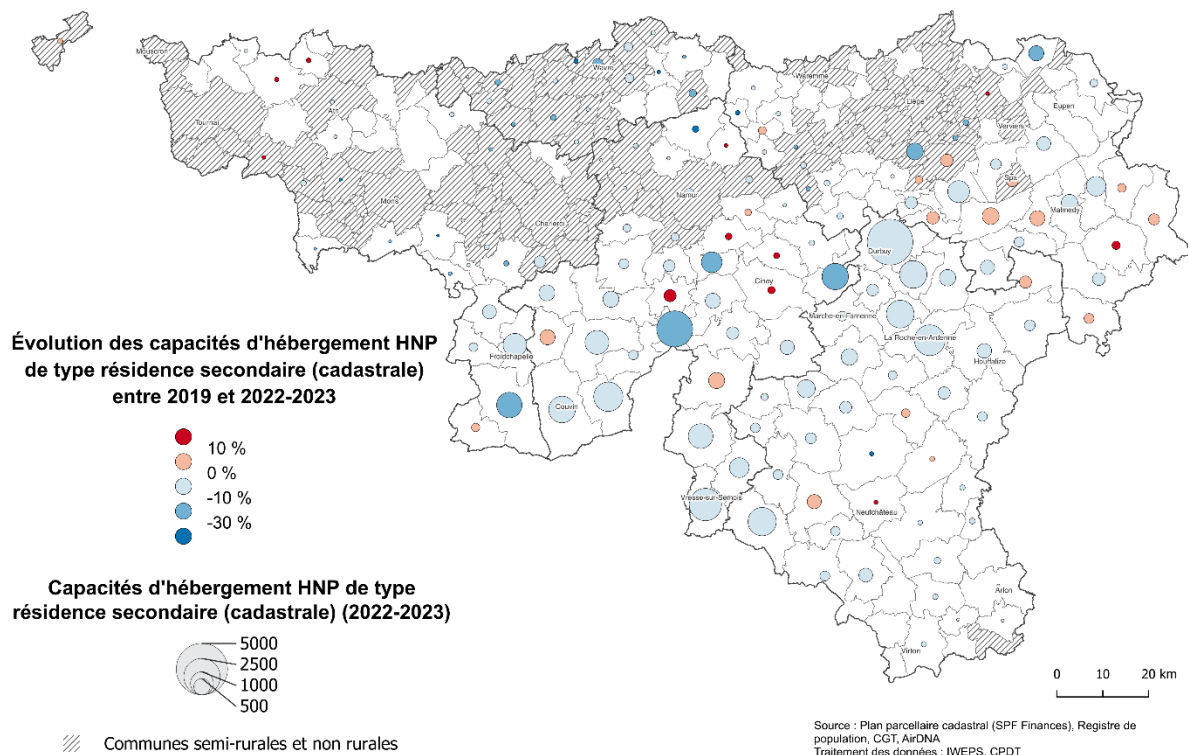 Mouscron
Tournai
Ath
Mons
Charleroi
Wavre
Namur
Waremme
Liège
Verviers
Eupen
Spa
Malmedy
Durbuy
Ciney
Marche-en-Famenne
La Roche-en-Ardenne
Houffalize
Froidchapelle
Couvin
Vresse-sur-Semois
Neufchâteau
Arlon
Virton
Évolution des capacités d'hébergement HNP
de type résidence secondaire (cadastrale)
entre 2019 et 2022-2023
10 %
0 %
-10 %
-30 %
Capacités d'hébergement HNP de type
résidence secondaire (cadastrale) (2022-2023)
5000
2500
1000
500
Communes semi-rurales et non rurales
0 10 20 km
Source : Plan parcellaire cadastral (SPF Finances), Registre de
population, CGT, AirDNA
Traitement des données : IWEPS, CPDT